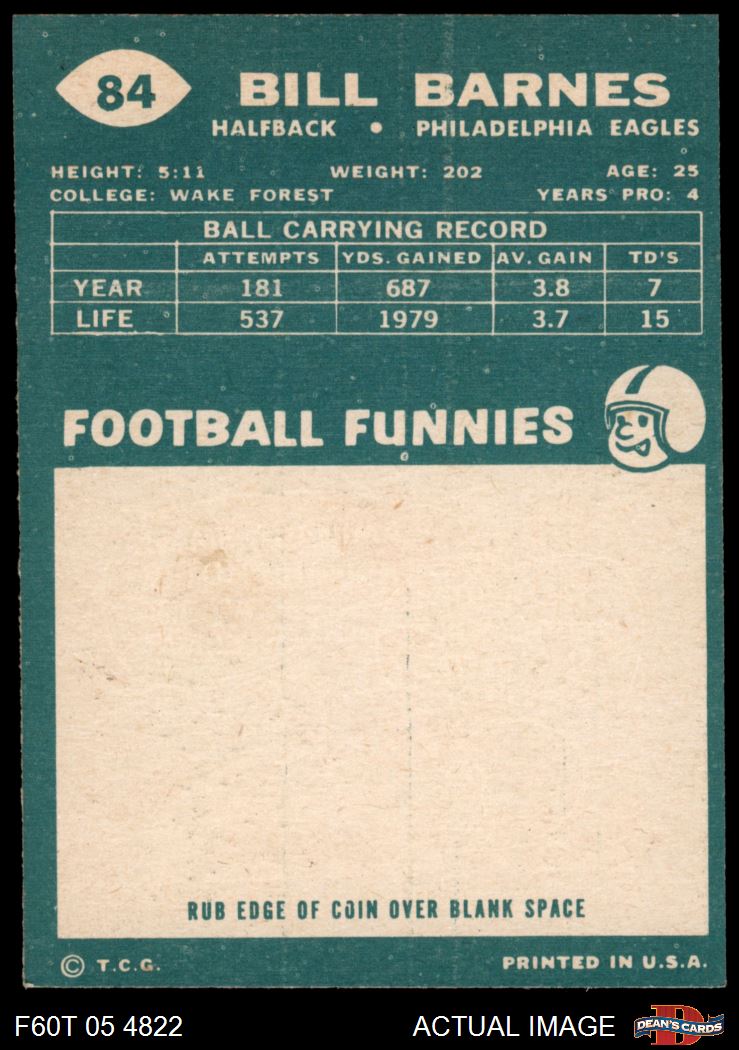 84
BILL BARNES
HALFBACK • PHILADELPHIA EAGLES
HEIGHT: 5:11 WEIGHT: 202 AGE: 25
COLLEGE: WAKE FOREST YEARS PRO: 4
BALL CARRYING RECORD
ATTEMPTS YDS. GAINED AV. GAIN TD'S
YEAR 181 687 3.8 7
LIFE 537 1979 3.7 15
FOOTBALL FUNNIES
RUB EDGE OF COIN OVER BLANK SPACE
© T.C.G. PRINTED IN U.S.A.
F60T 05 4822 ACTUAL IMAGE DEAN'S CARDS